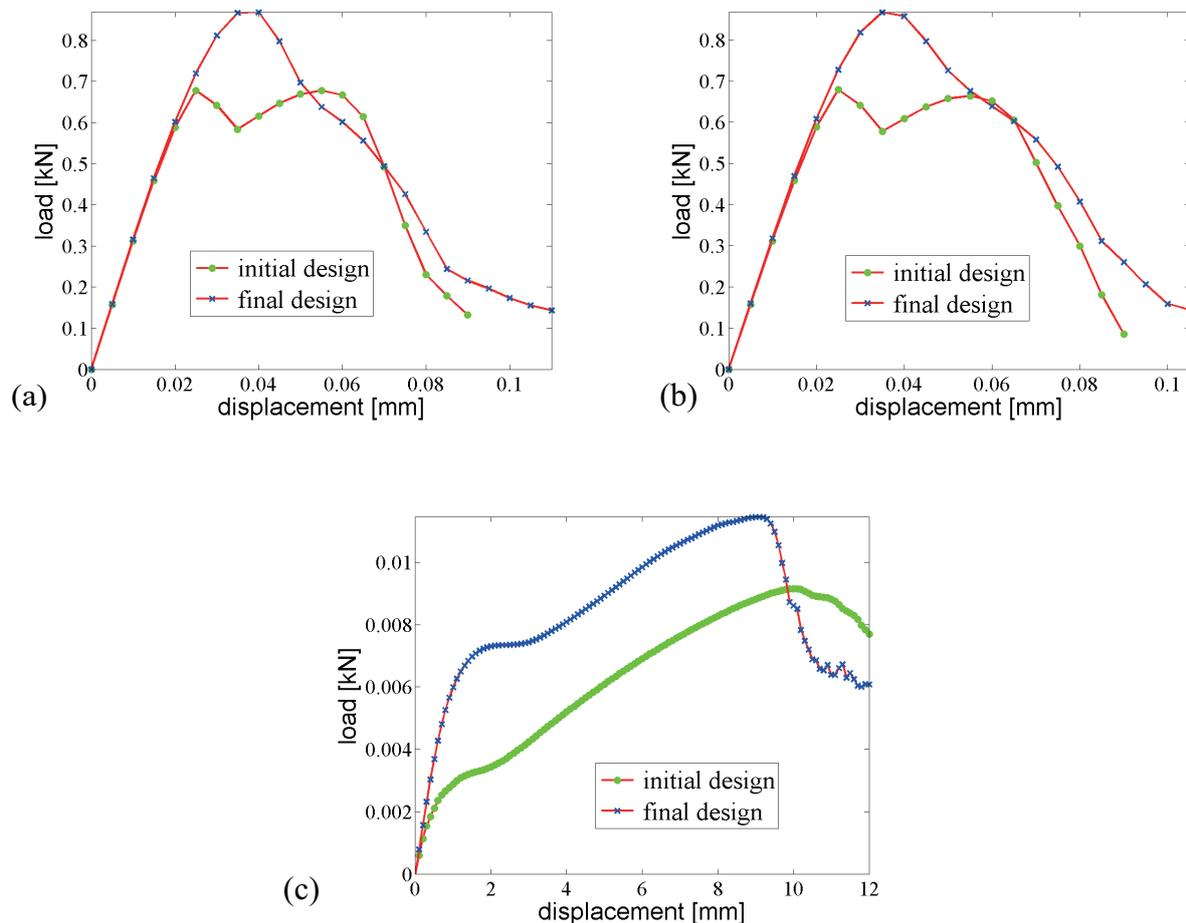 0.8
0.7
0.6
0.5
0.4
0.3
0.2
0.1
0
load [kN]
initial design
final design
0 0.02 0.04 0.06 0.08 0.1
displacement [mm]
(a)
0.8
0.7
0.6
0.5
0.4
0.3
0.2
0.1
0
load [kN]
initial design
final design
0 0.02 0.04 0.06 0.08 0.1
displacement [mm]
(b)
0.01
0.008
0.006
0.004
0.002
0
load [kN]
initial design
final design
0 2 4 6 8 10 12
displacement [mm]
(c)